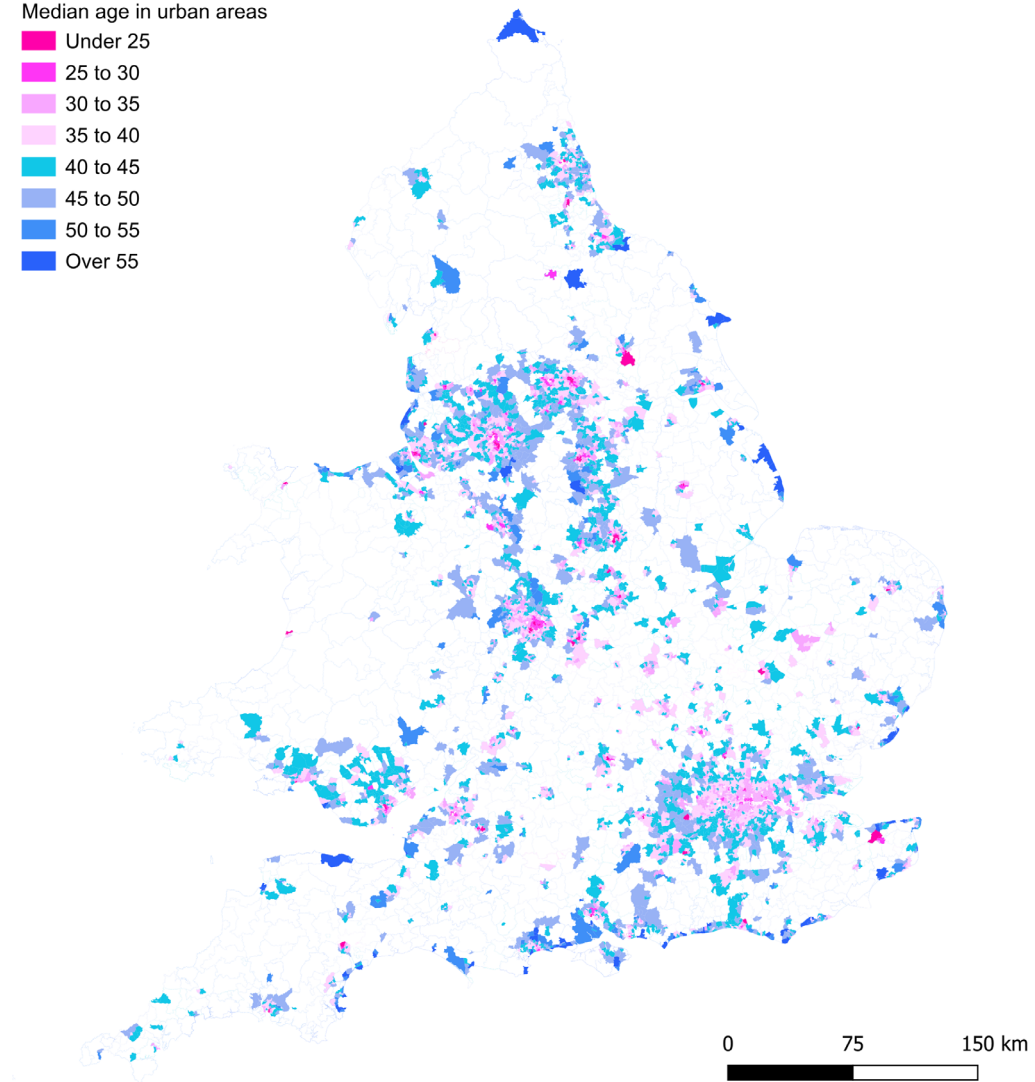 Median age in urban areas
Under 25
25 to 30
30 to 35
35 to 40
40 to 45
45 to 50
50 to 55
Over 55
0 75 150 km